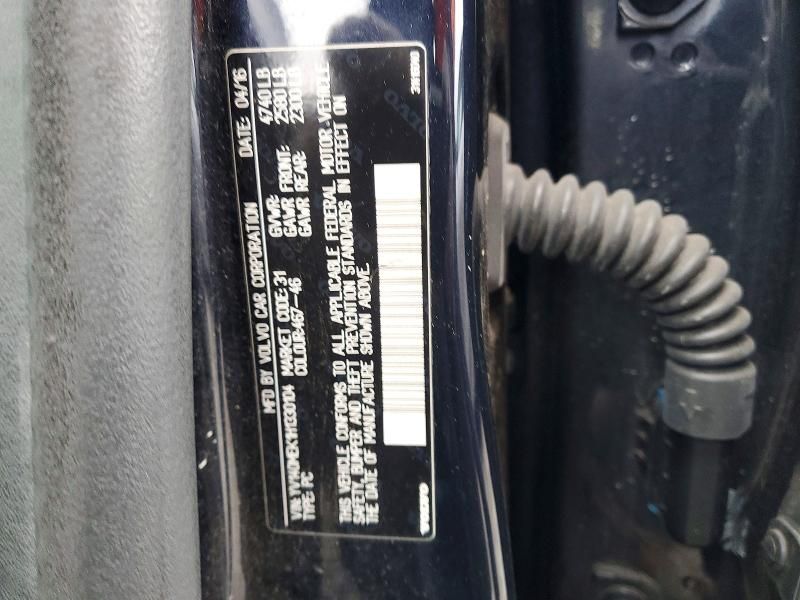 MFD BY VOLVO CAR CORPORATION DATE: 04/16
GVWR: 4740 LB
MARKET CODE: 31 GAWR FRONT: 2580 LB
TYPE: PC COLOUR: 467-46 GAWR REAR: 2300 LB
THIS VEHICLE CONFORMS TO ALL APPLICABLE FEDERAL MOTOR-VEHICLE
SAFETY, BUMPER AND THEFT PREVENTION STANDARDS IN EFFECT ON
THE DATE OF MANUFACTURE SHOWN ABOVE.
VOLVO